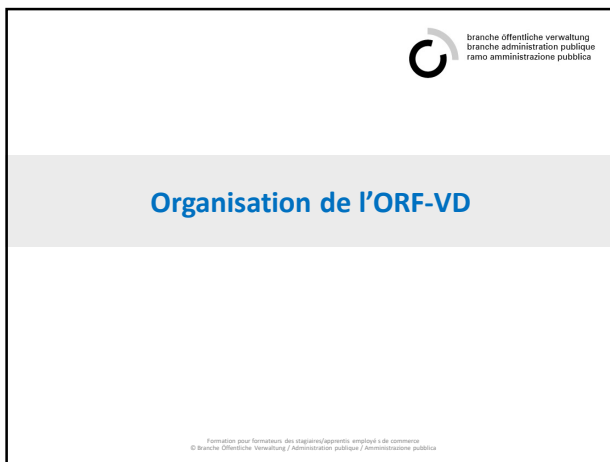 branche öffentliche verwaltung
branche administration publique
ramo amministrazione pubblica
Organisation de l'ORF-VD
Formation pour formateurs des stagiaires/apprentis employé s de commerce
© Branche Öffentliche Verwaltung / Administration publique / Amministrazione pubblica